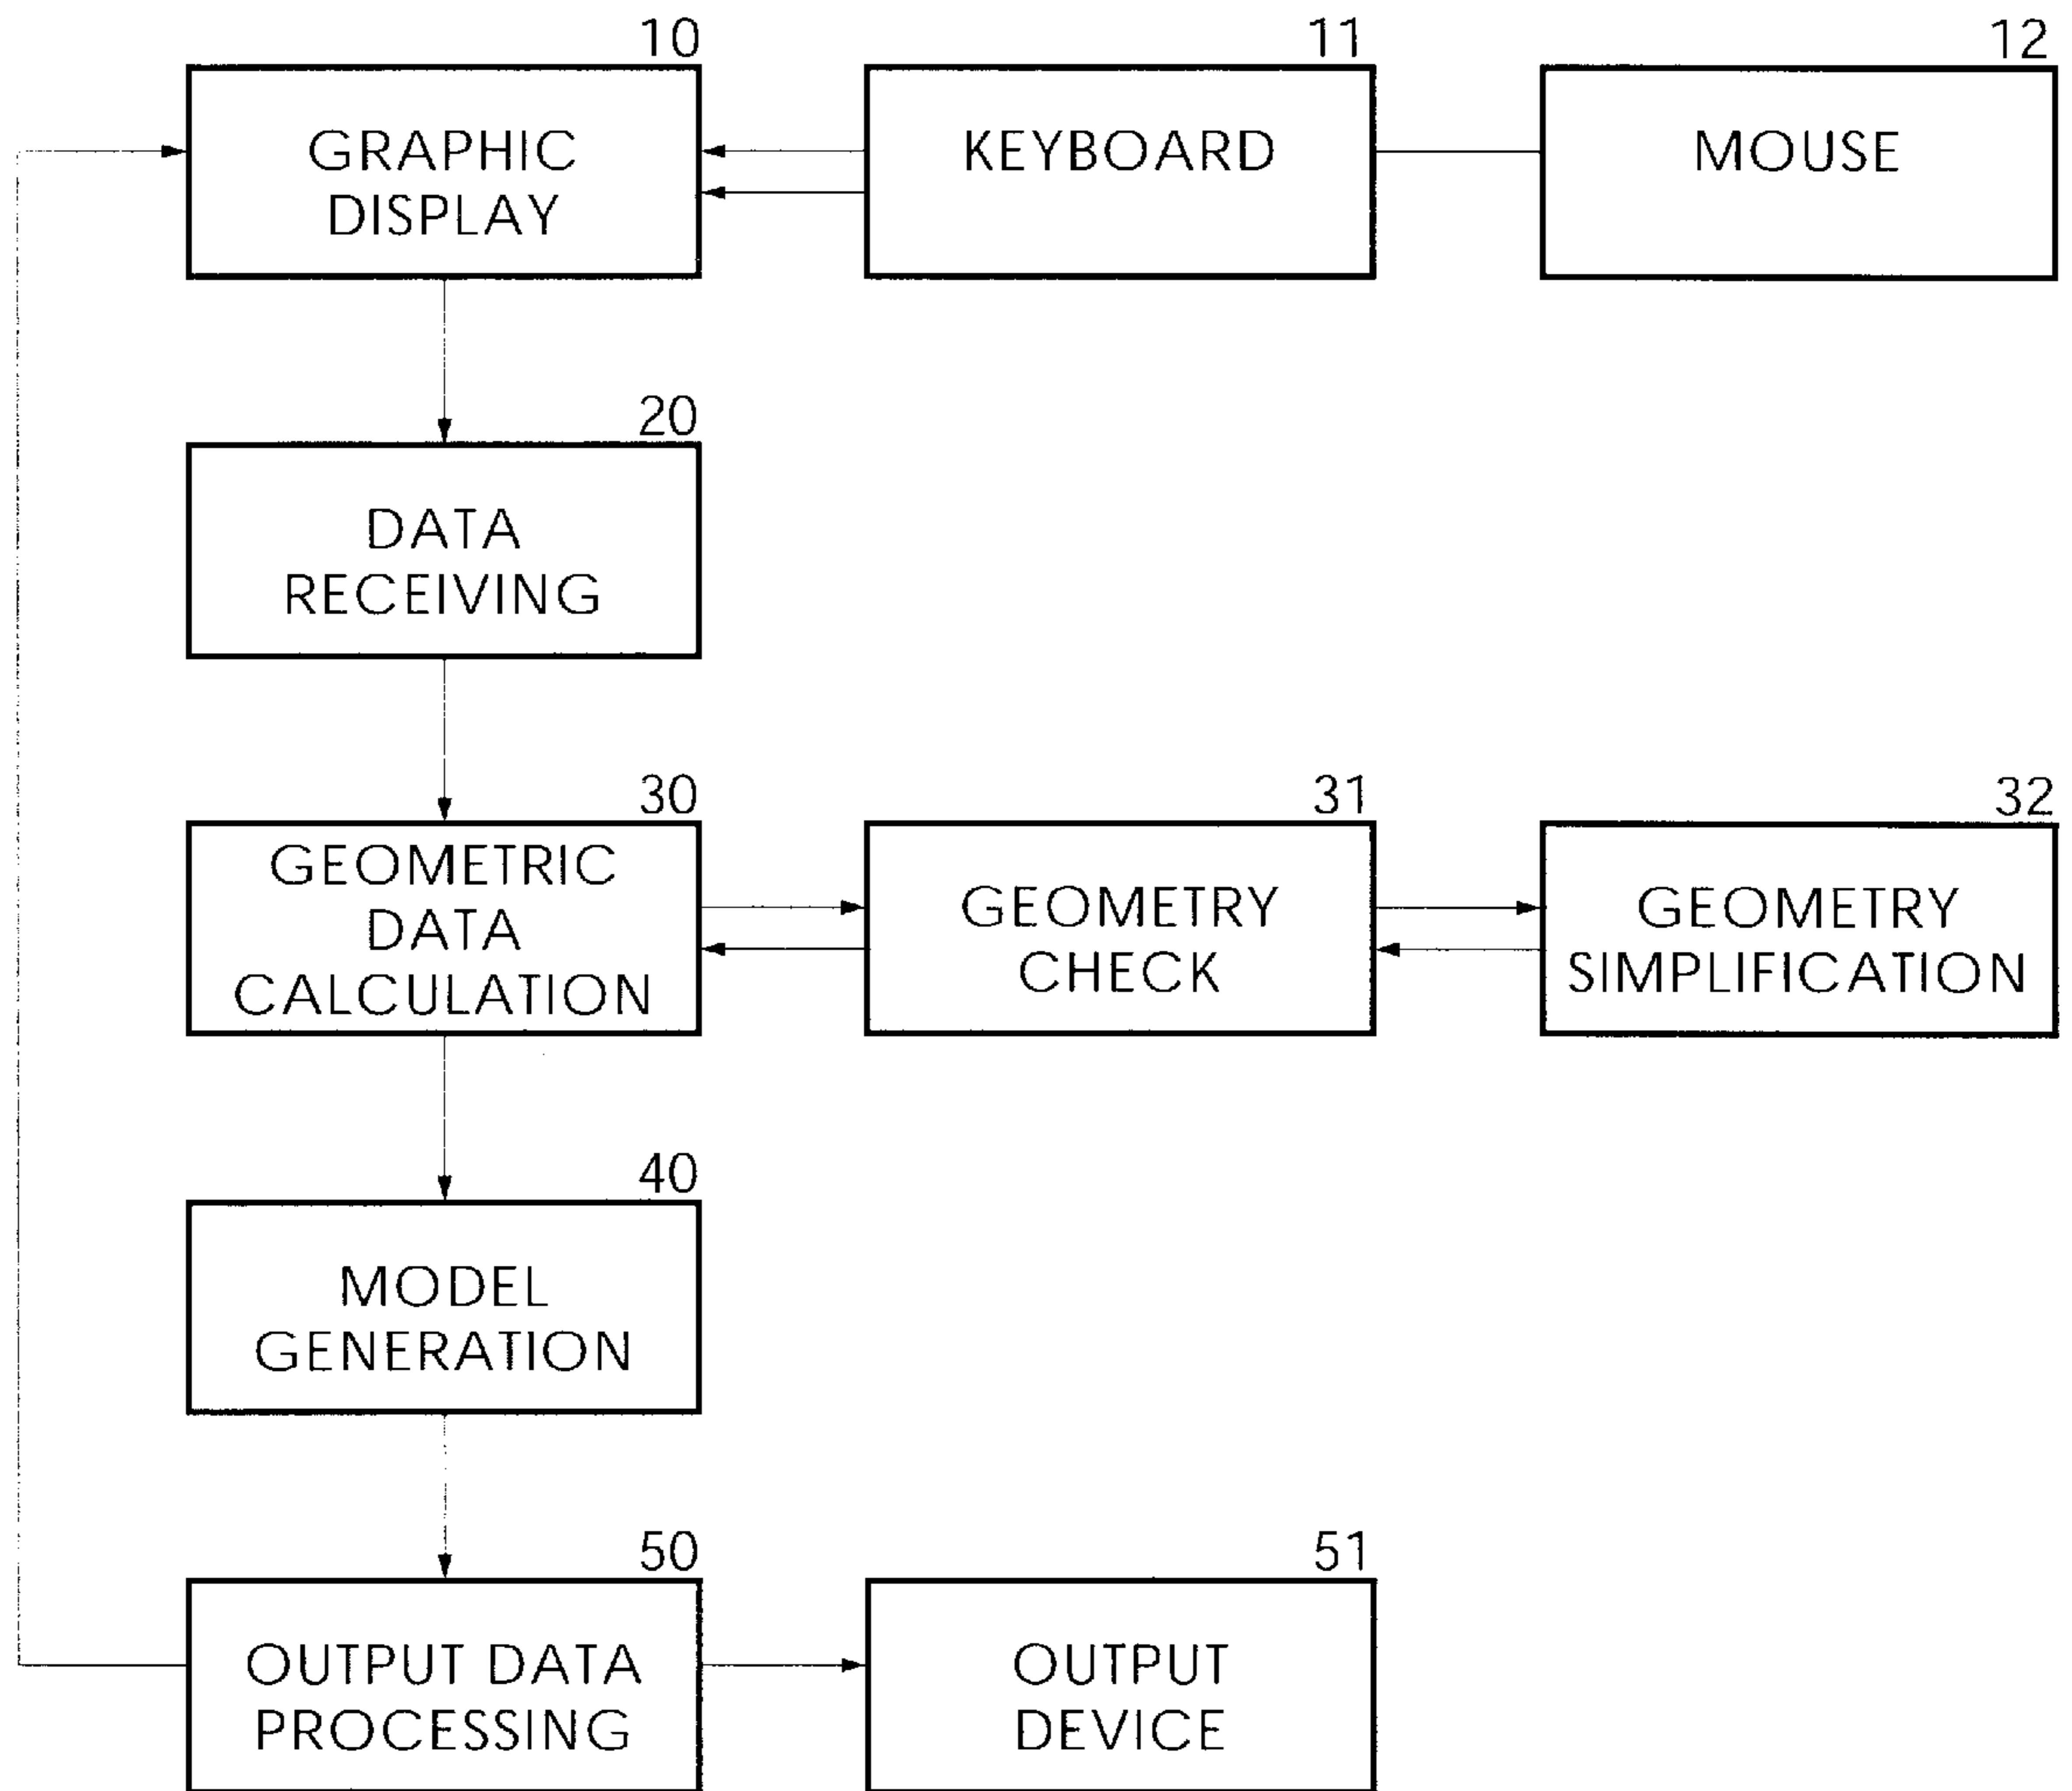 10
GRAPHIC
DISPLAY
11
KEYBOARD
12
MOUSE
20
DATA
RECEIVING
30
GEOMETRIC
DATA
CALCULATION
31
GEOMETRY
CHECK
32
GEOMETRY
SIMPLIFICATION
40
MODEL
GENERATION
50
OUTPUT DATA
PROCESSING
51
OUTPUT
DEVICE